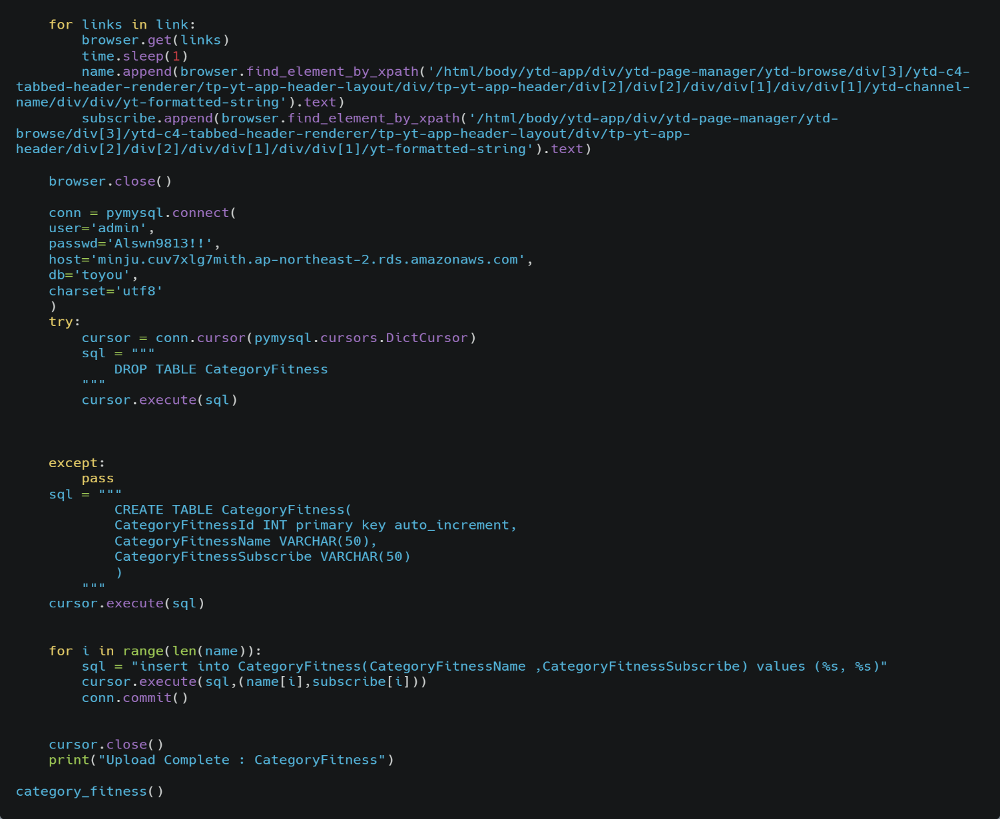 for links in link:
browser.get(links)
time.sleep(1)
name.append(browser.find_element_by_xpath('/html/body/ytd-app/div/ytd-page-manager/ytd-browse/div[3]/ytd-c4-
tabbed-header-renderer/tp-yt-app-header-layout/div/tp-yt-app-header/div[2]/div[2]/div/div[1]/div/div[1]/ytd-channel-
name/div/div/yt-formatted-string').text)
subscribe.append(browser.find_element_by_xpath('/html/body/ytd-app/div/ytd-page-manager/ytd-
browse/div[3]/ytd-c4-tabbed-header-renderer/tp-yt-app-header-layout/div/tp-yt-app-
header/div[2]/div[2]/div/div[1]/div/div[1]/yt-formatted-string').text)
browser.close()
conn = pymysql.connect(
user='admin',
passwd='Alswn9813!!',
host='minju.cuv7xlg7mith.ap-northeast-2.rds.amazonaws.com',
db='toyou',
charset='utf8'
)
try:
cursor = conn.cursor(pymysql.cursors.DictCursor)
sql = """
DROP TABLE CategoryFitness
"""
cursor.execute(sql)
except:
pass
sql = """
CREATE TABLE CategoryFitness(
CategoryFitnessId INT primary key auto_increment,
CategoryFitnessName VARCHAR(50),
CategoryFitnessSubscribe VARCHAR(50)
)
"""
cursor.execute(sql)
for i in range(len(name)):
sql = "insert into CategoryFitness(CategoryFitnessName ,CategoryFitnessSubscribe) values (%s, %s)"
cursor.execute(sql,(name[i],subscribe[i]))
conn.commit()
cursor.close()
print("Upload Complete : CategoryFitness")
category_fitness()